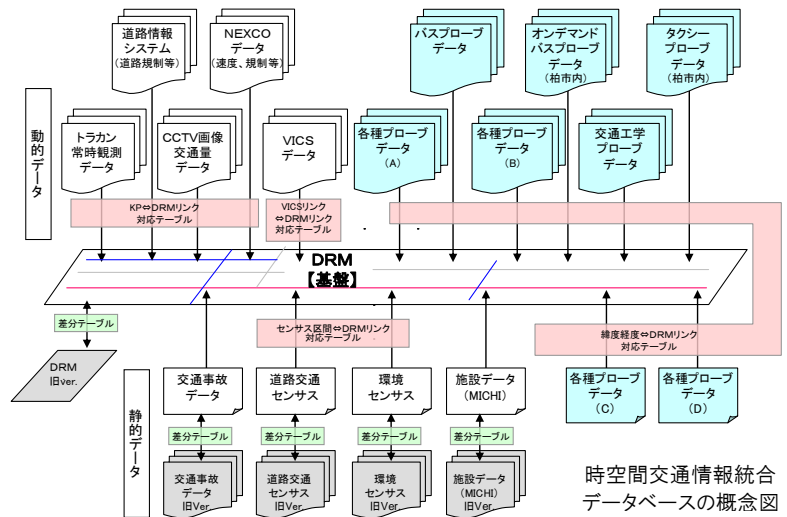 道路情報
システム
(道路規制等)
NEXCO
データ
(速度、規制等)
バスプローブ
データ
オンデマンド
バスプローブ
データ
(柏市内)
タクシー
プローブ
データ
(柏市内)
動的データ
トラカン
常時観測
データ
CCTV画像
交通量
データ
VICS
データ
各種プローブ
データ
(A)
各種プローブ
データ
(B)
交通工学
プローブ
データ
KP⇔DRMリンク
対応テーブル
VICSリンク
⇔DRMリンク
対応テーブル
DRM
【基盤】
差分テーブル
センサス区間⇔DRMリンク
対応テーブル
緯度経度⇔DRMリンク
対応テーブル
DRM
旧ver.
静的データ
交通事故
データ
道路交通
センサス
環境
センサス
施設データ
(MICHI)
各種プローブ
データ
(C)
各種プローブ
データ
(D)
差分テーブル
差分テーブル
差分テーブル
差分テーブル
交通事故
データ
旧Ver.
道路交通
センサス
旧Ver.
環境
センサス
旧Ver.
施設データ
(MICHI)
旧Ver.
時空間交通情報統合
データベースの概念図